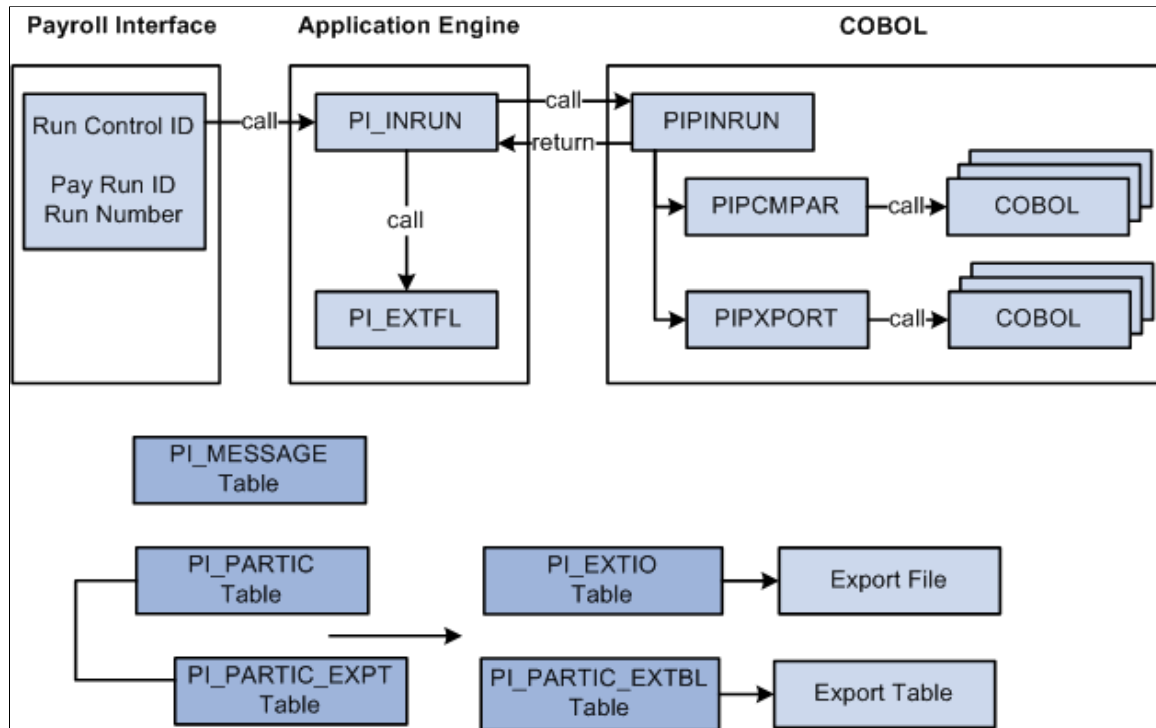 Payroll Interface
Application Engine
COBOL
Run Control ID
Pay Run ID
Run Number
call
PI_INRUN
call
return
PIPINRUN
call
PIPCMPAR
call
COBOL
PI_EXTFL
PIPXPORT
call
COBOL
PI_MESSAGE
Table
PI_PARTIC
Table
PI_EXTIO
Table
Export File
PI_PARTIC_EXPT
Table
PI_PARTIC_EXTBL
Table
Export Table